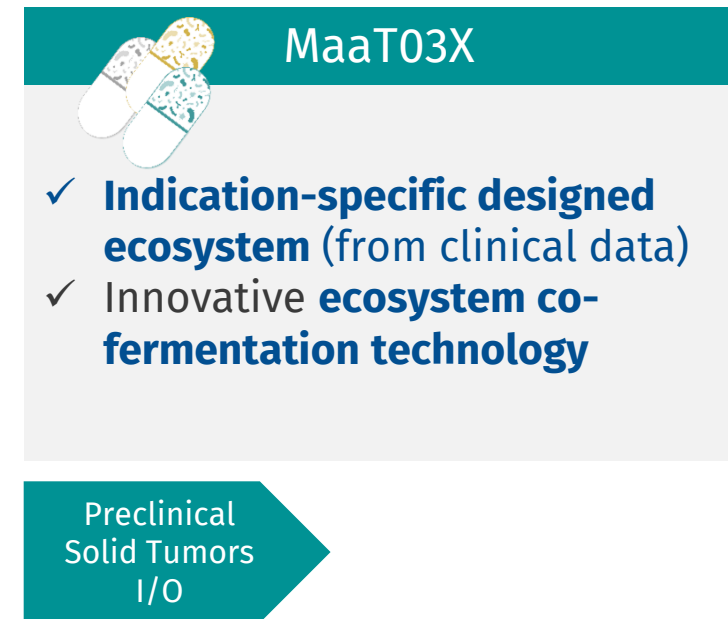 MaaT03X
✓ Indication-specific designed
ecosystem (from clinical data)
✓ Innovative ecosystem co-
fermentation technology
Preclinical
Solid Tumors
I/O